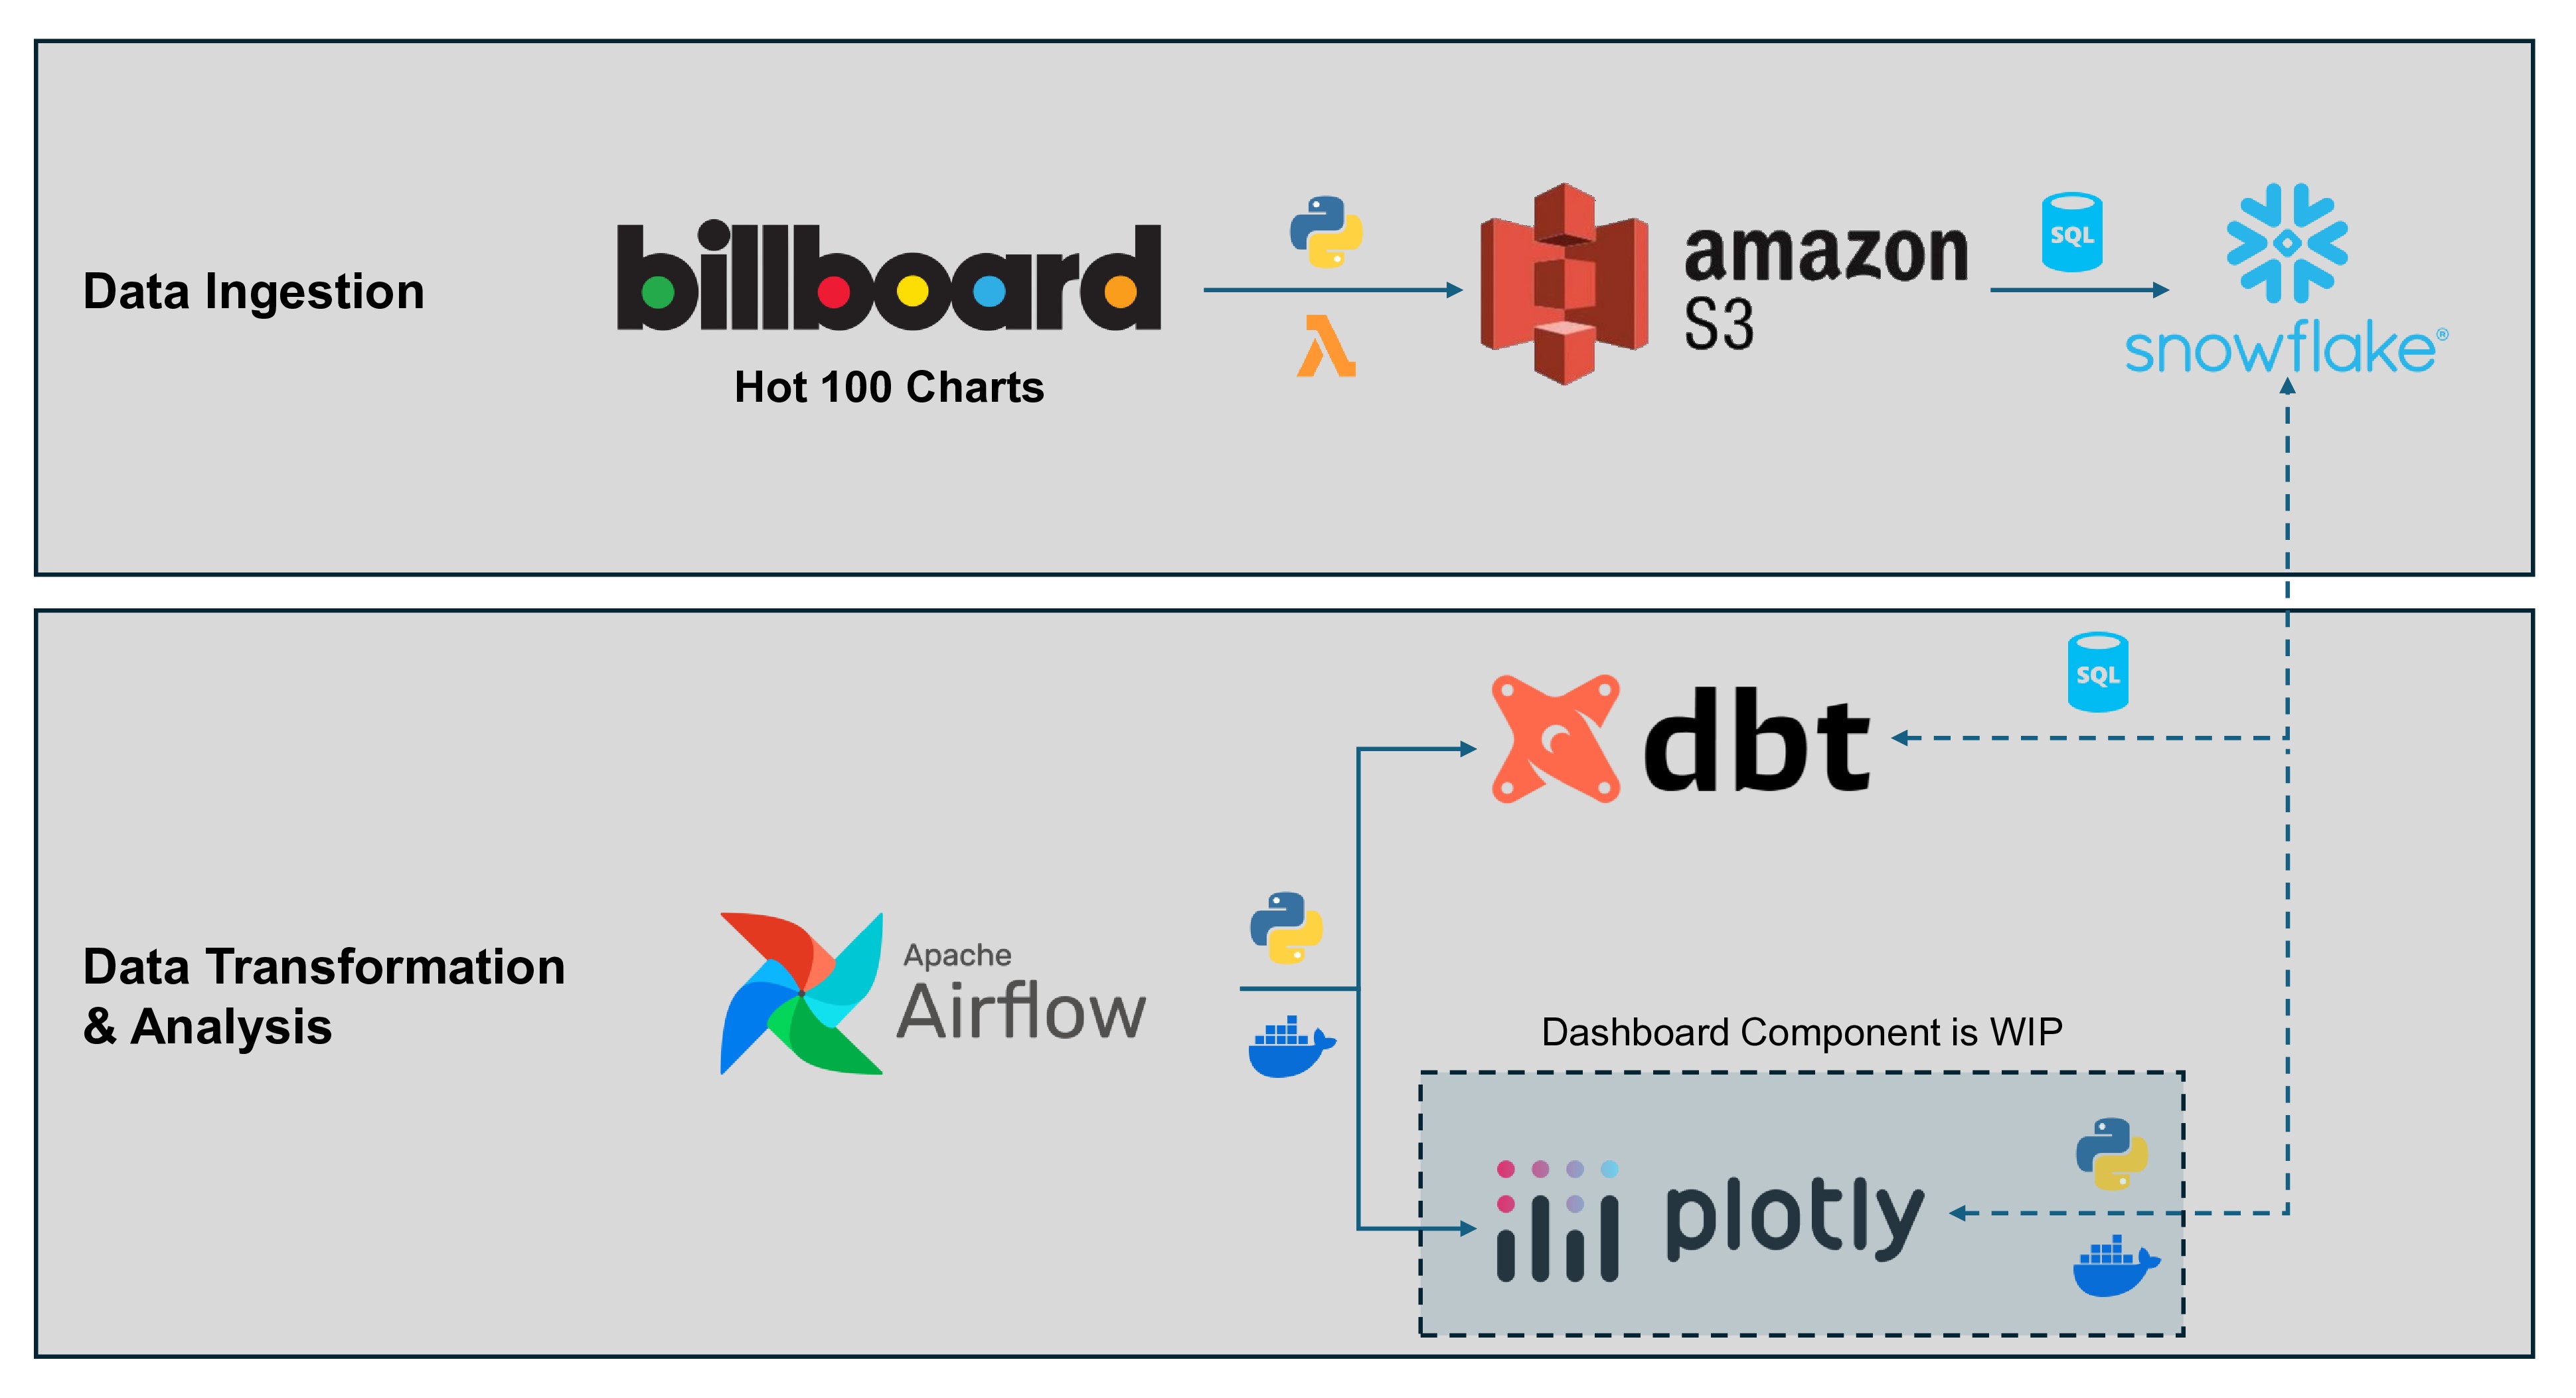 Data Ingestion
billboard
Hot 100 Charts
amazon
S3
SQL
snowflake®
SQL
dbt
Data Transformation
& Analysis
Apache
Airflow
Dashboard Component is WIP
plotly